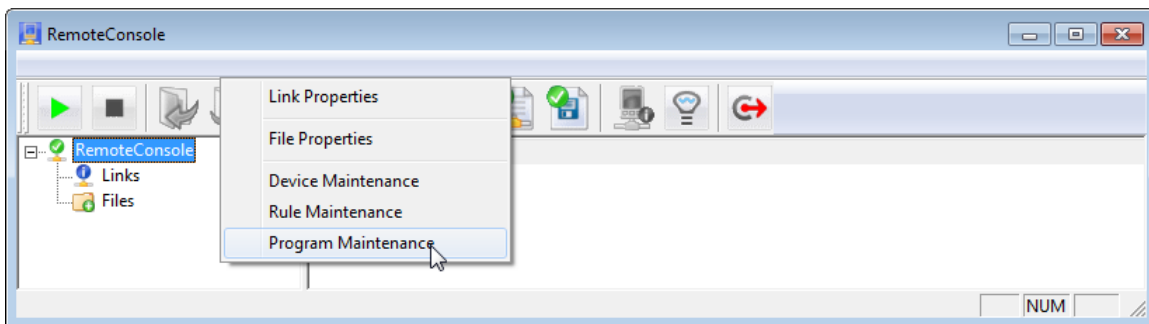 RemoteConsole
Link Properties
File Properties
Device Maintenance
Rule Maintenance
Program Maintenance
RemoteConsole
Links
Files
NUM